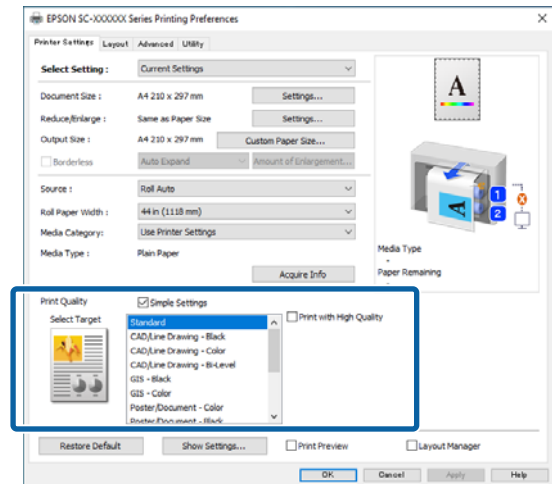 EPSON SC-XXXXXX Series Printing Preferences
Printer Settings Layout Advanced Utility
Select Setting : Current Settings
Document Size : A4 210 x 297 mm Settings...
Reduce/Enlarge : Same as Paper Size Settings...
Output Size : A4 210 x 297 mm Custom Paper Size...
Borderless Auto Expand Amount of Enlargement...
A
Source : Roll Auto
Roll Paper Width : 44 in (1118 mm)
Media Category: Use Printer Settings
Media Type : Plain Paper
Acquire Info
A
1
2
Media Type
-
Paper Remaining
-
Print Quality Simple Settings
Select Target
Standard
CAD/Line Drawing - Black
CAD/Line Drawing - Color
CAD/Line Drawing - Bi-Level
GIS - Black
GIS - Color
Poster/Document - Color
Poster/Document - Black
Print with High Quality
Restore Default Show Settings... Print Preview Layout Manager
OK Cancel Apply Help